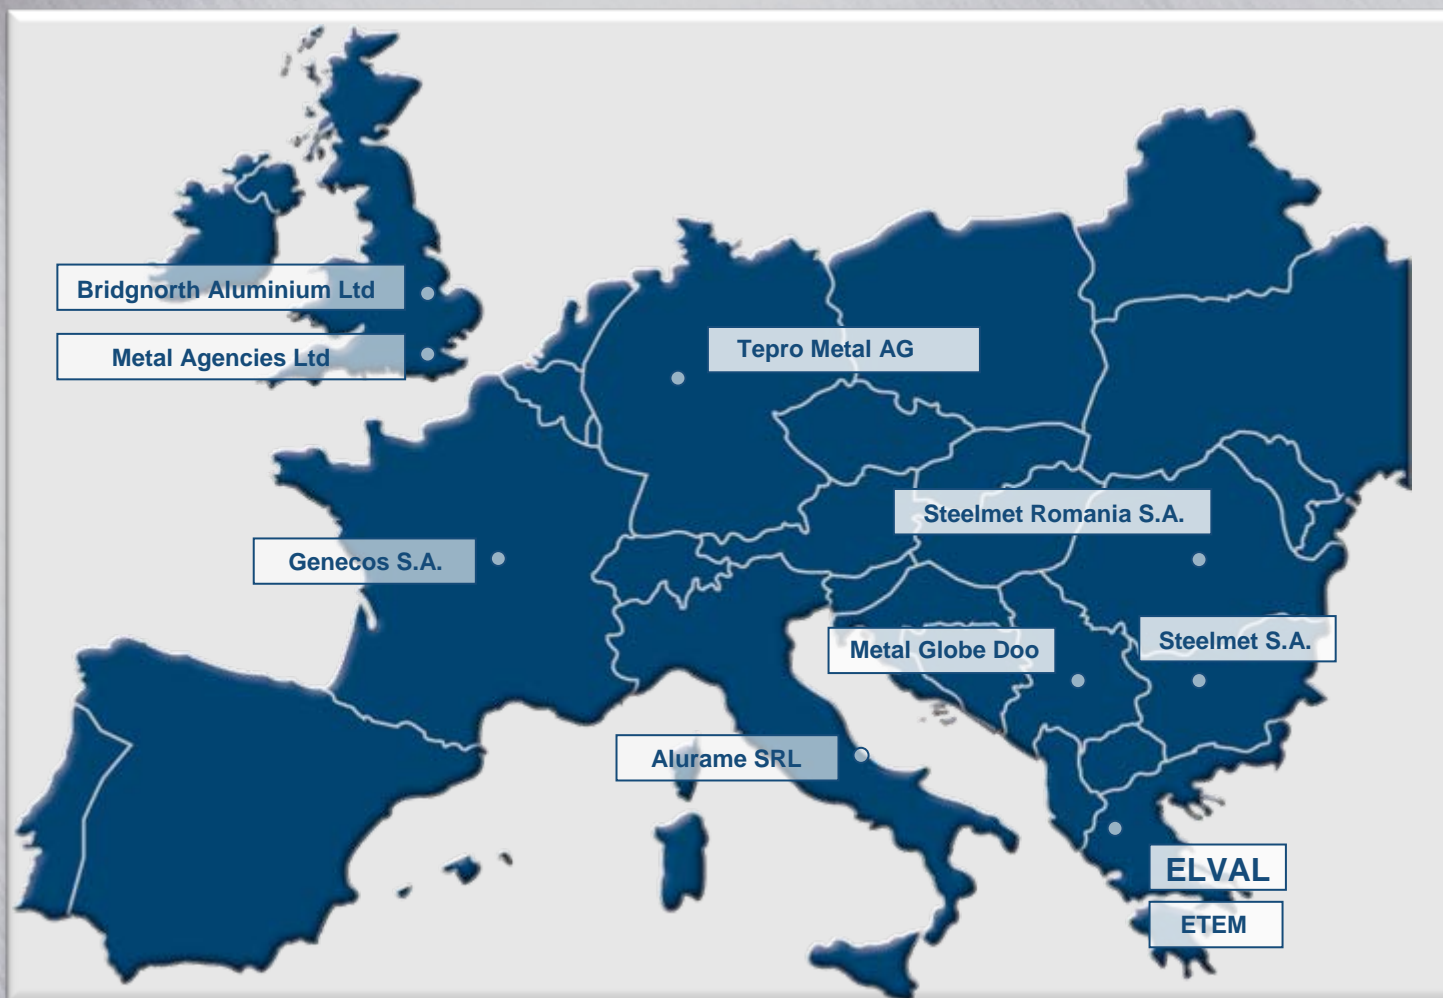 Bridgnorth Aluminium Ltd
Metal Agencies Ltd
Tepro Metal AG
Steelmet Romania S.A.
Genecos S.A.
Metal Globe Doo
Steelmet S.A.
Alurame SRL
ELVAL
ETEM